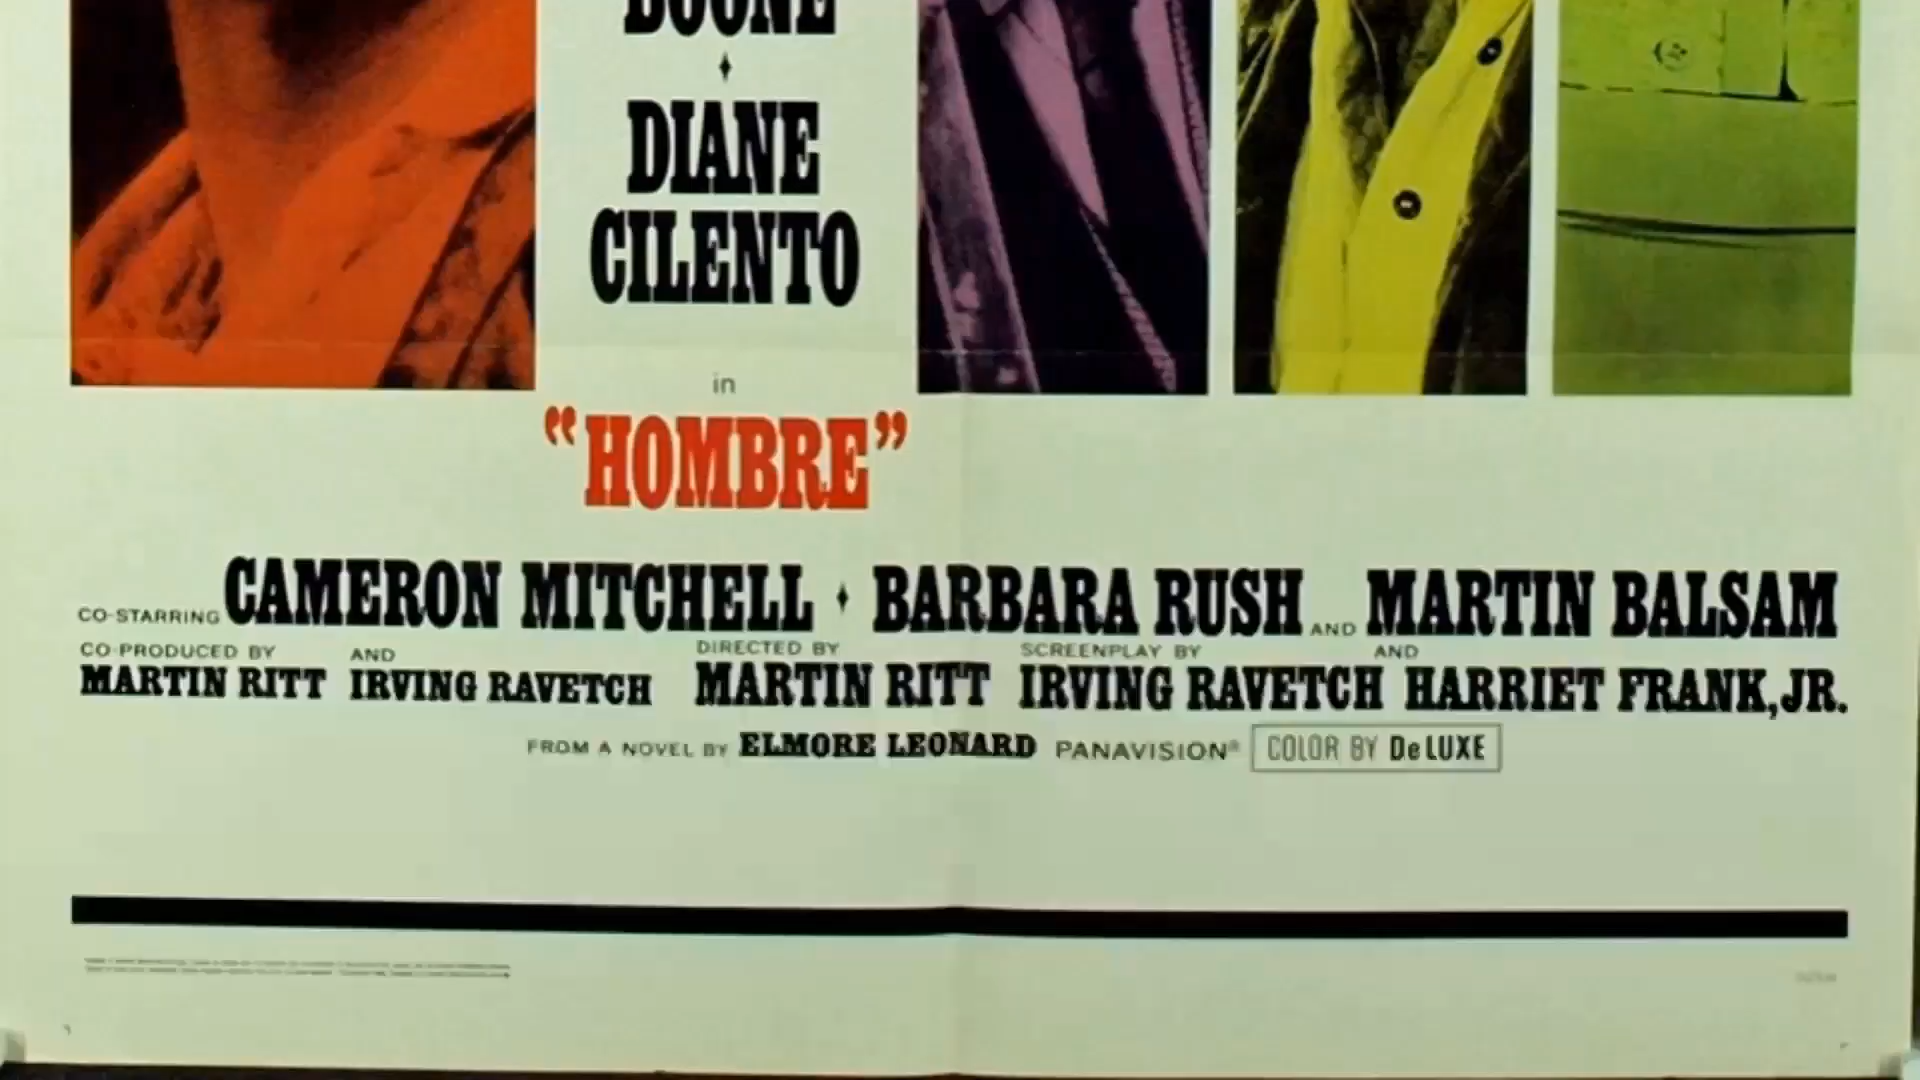 BOONE
DIANE
CILENTO
in
“HOMBRE”
CO-STARRING CAMERON MITCHELL ♦ BARBARA RUSH AND MARTIN BALSAM
CO-PRODUCED BY MARTIN RITT AND IRVING RAVETCH DIRECTED BY MARTIN RITT SCREENPLAY BY IRVING RAVETCH AND HARRIET FRANK, JR.
FROM A NOVEL BY ELMORE LEONARD PANAVISION® COLOR BY DeLUXE